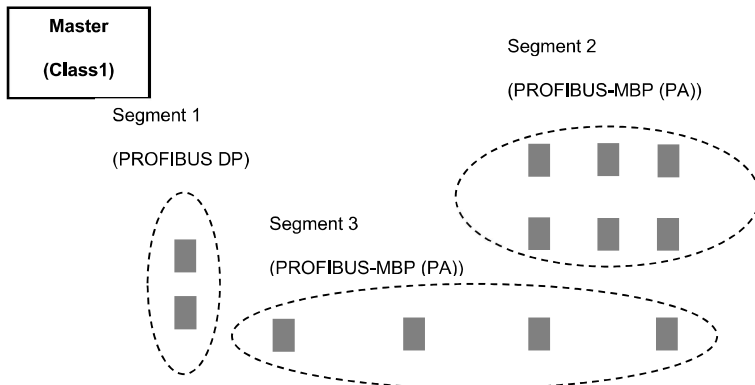 Master
(Class1)
Segment 1
(PROFIBUS DP)
Segment 2
(PROFIBUS-MBP (PA))
Segment 3
(PROFIBUS-MBP (PA))